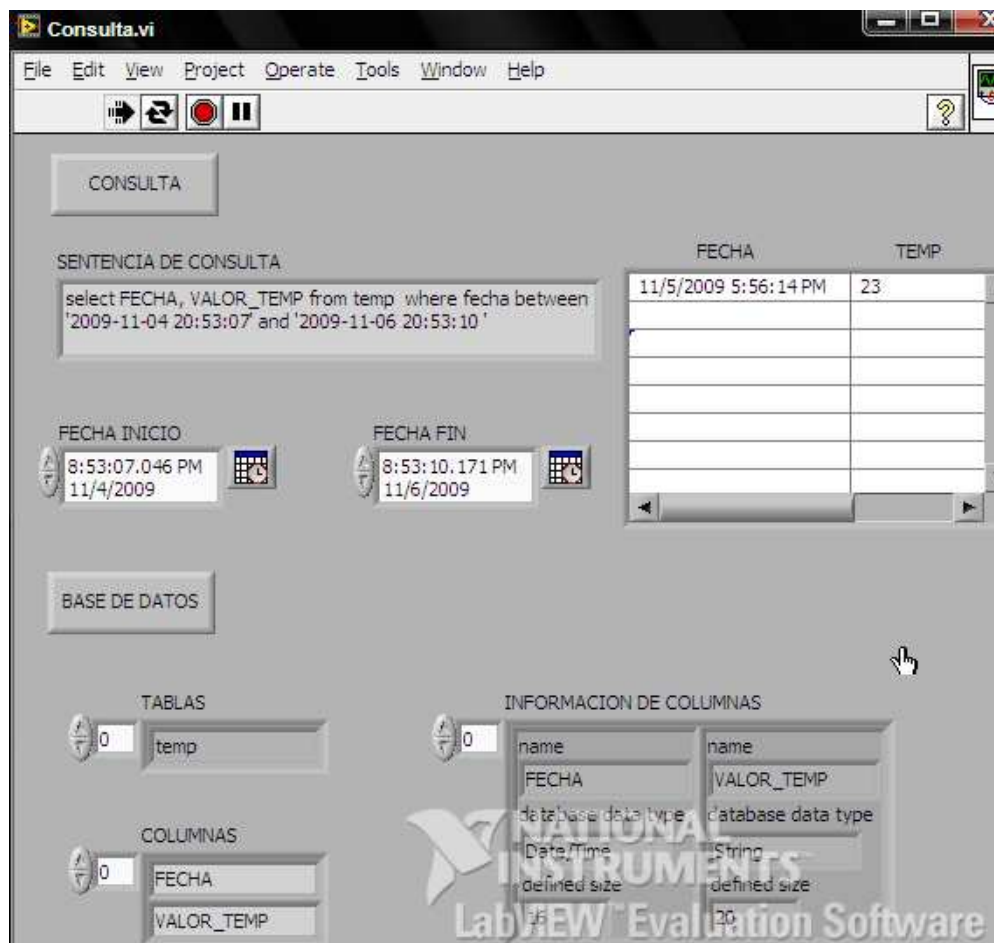 Consulta.vi
File Edit View Project Operate Tools Window Help
CONSULTA
SENTENCIA DE CONSULTA
select FECHA, VALOR_TEMP from temp where fecha between
'2009-11-04 20:53:07' and '2009-11-06 20:53:10 '
FECHA TEMP
11/5/2009 5:56:14 PM 23
FECHA INICIO
8:53:07.046 PM
11/4/2009
FECHA FIN
8:53:10.171 PM
11/6/2009
BASE DE DATOS
TABLAS
0 temp
COLUMNAS
0 FECHA
VALOR_TEMP
INFORMACION DE COLUMNAS
0
name name
FECHA VALOR_TEMP
database data type database data type
Date/Time String
defined size defined size
16 20
NATIONAL
INSTRUMENTS
LabVIEW™ Evaluation Software